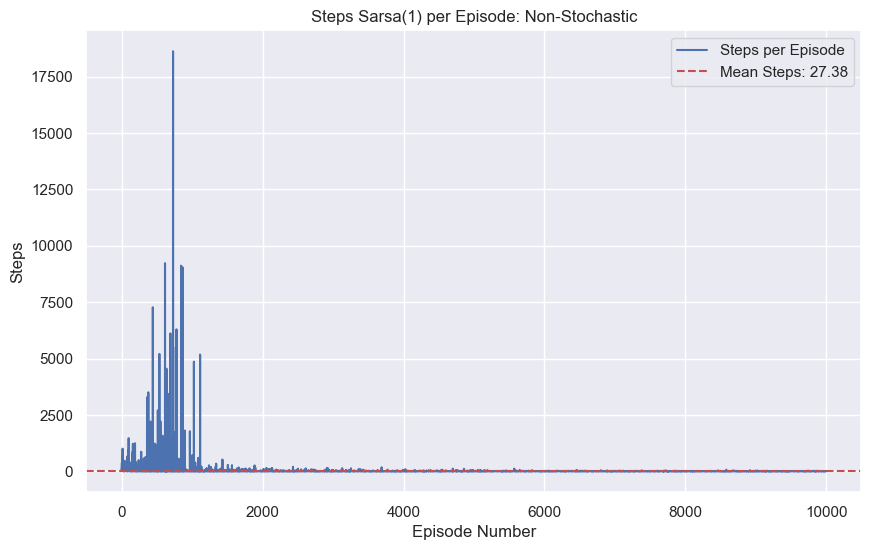 Steps Sarsa(1) per Episode: Non-Stochastic
Steps per Episode
Mean Steps: 27.38
17500
15000
12500
10000
7500
5000
2500
0
Steps
0 2000 4000 6000 8000 10000
Episode Number